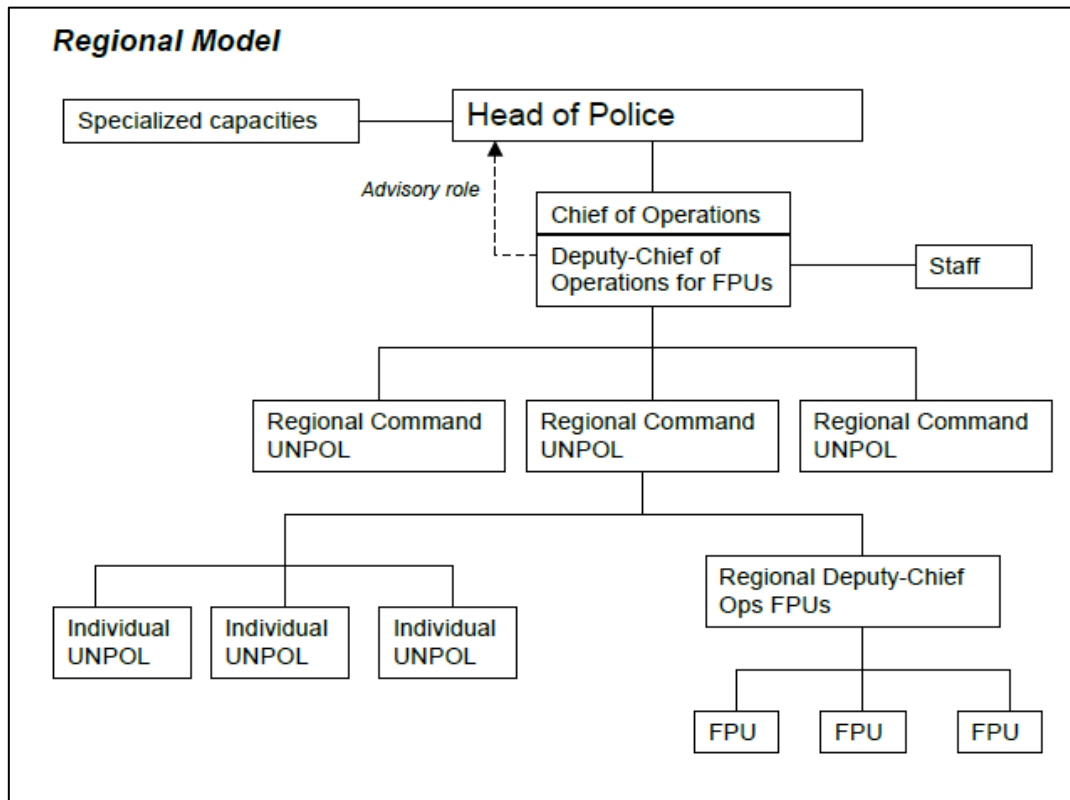 Regional Model
Specialized capacities
Head of Police
Advisory role
Chief of Operations
Deputy-Chief of
Operations for FPUs
Staff
Regional Command
UNPOL
Regional Command
UNPOL
Regional Command
UNPOL
Regional Deputy-Chief
Ops FPUs
Individual
UNPOL
Individual
UNPOL
Individual
UNPOL
FPU
FPU
FPU